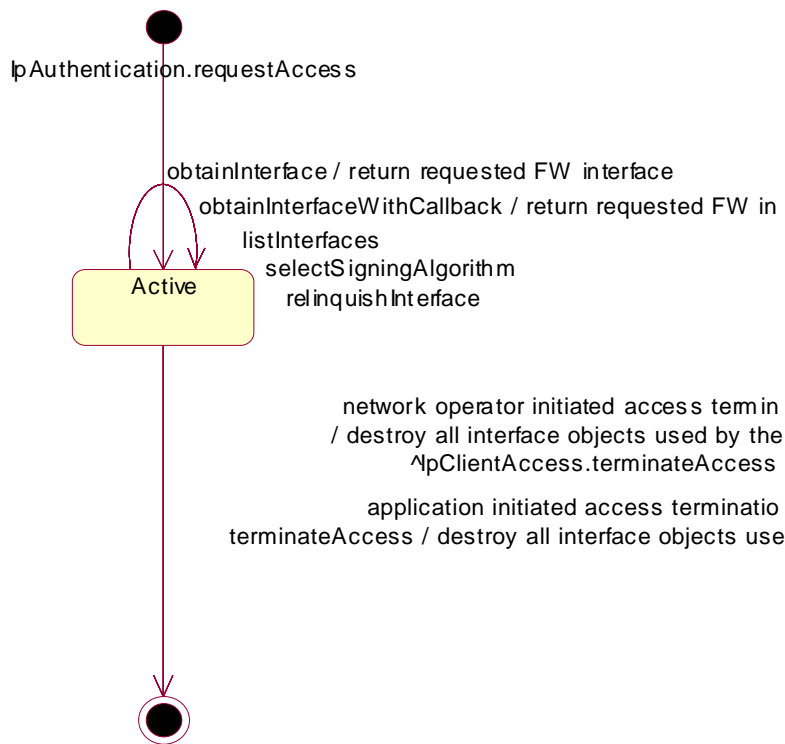 IpAuthentication.requestAccess
obtainInterface / return requested FW interface
obtainInterfaceWithCallback / return requested FW in
listInterfaces
selectSigningAlgorithm
Active
relinquishInterface
network operator initiated access termin
/ destroy all interface objects used by the
^IpClientAccess.terminateAccess
application initiated access terminatio
terminateAccess / destroy all interface objects use